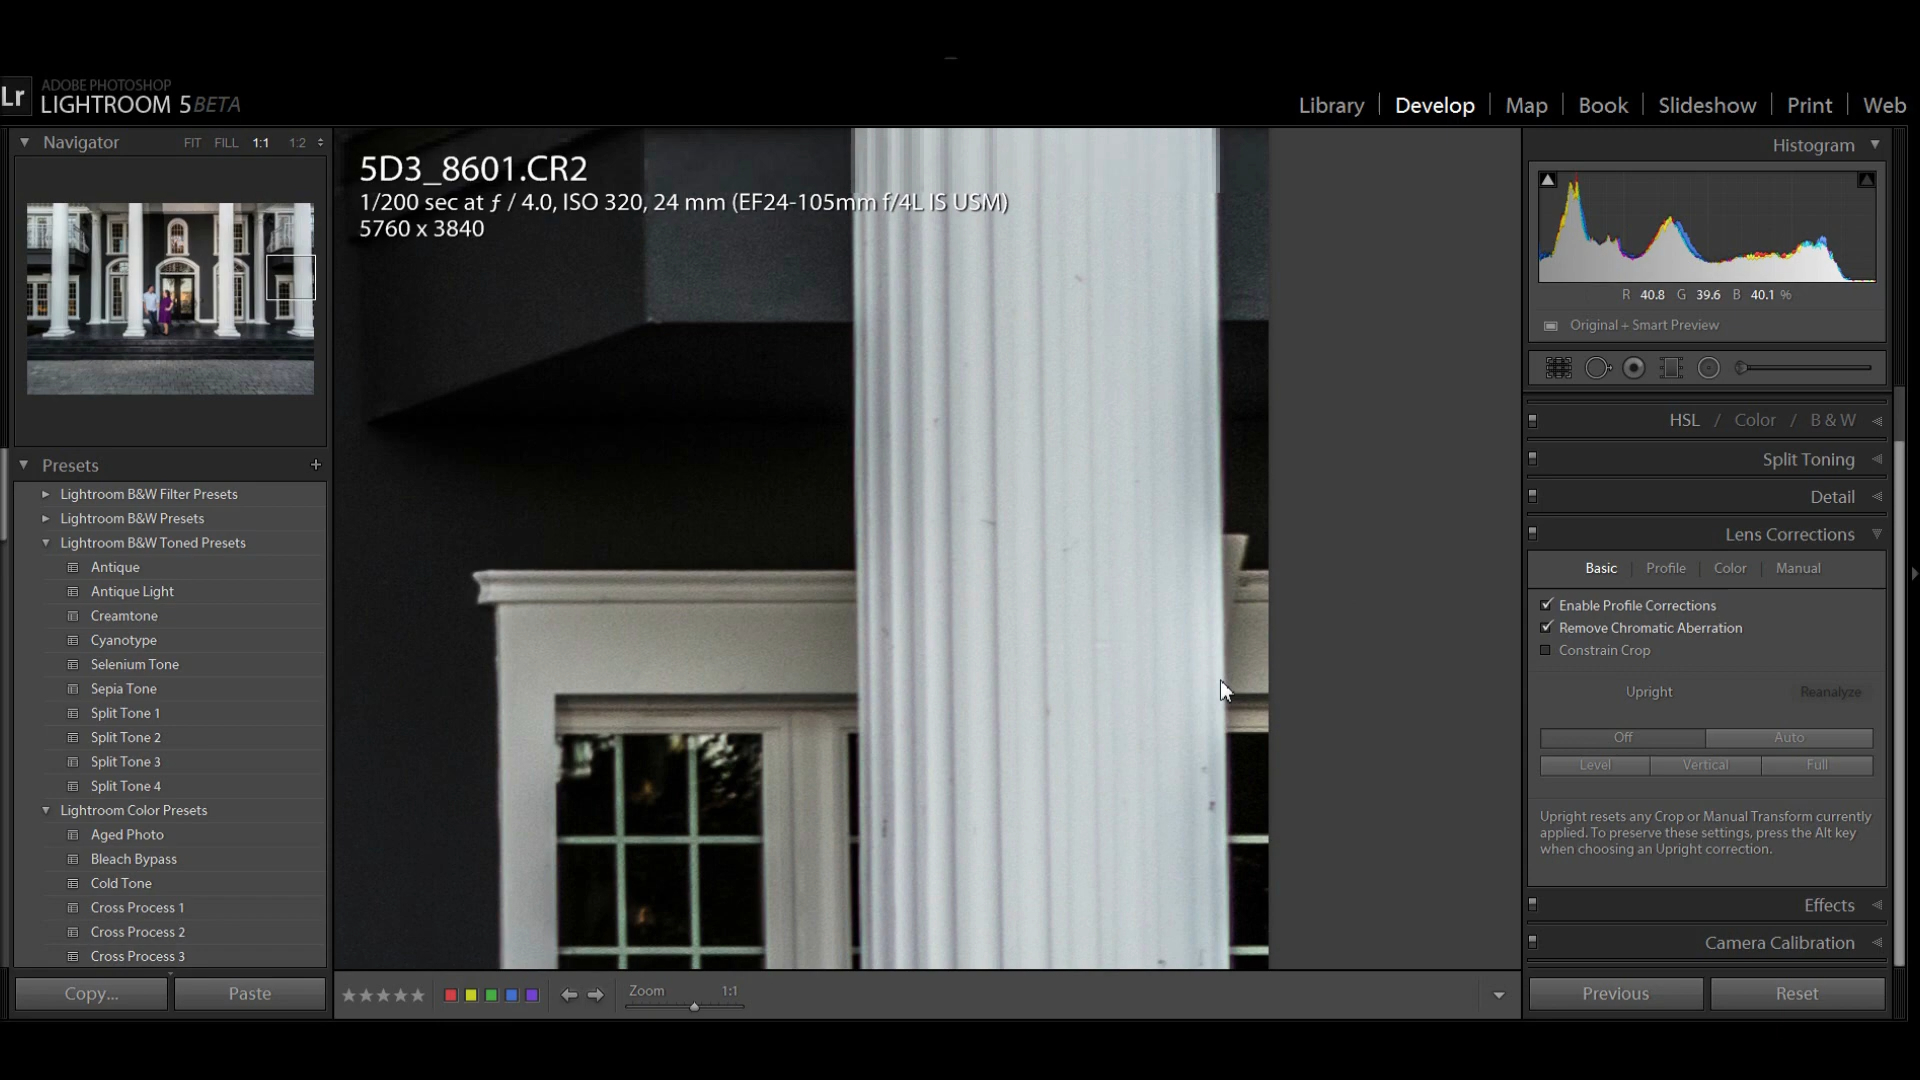 Lr
ADOBE PHOTOSHOP
LIGHTROOM 5 BETA
Library | Develop | Map | Book | Slideshow | Print | Web
Navigator FIT FILL 1:1 1:2
5D3_8601.CR2
1/200 sec at ƒ / 4.0, ISO 320, 24 mm (EF24-105mm f/4L IS USM)
5760 x 3840
Presets +
Lightroom B&W Filter Presets
Lightroom B&W Presets
Lightroom B&W Toned Presets
Antique
Antique Light
Creamtone
Cyanotype
Selenium Tone
Sepia Tone
Split Tone 1
Split Tone 2
Split Tone 3
Split Tone 4
Lightroom Color Presets
Aged Photo
Bleach Bypass
Cold Tone
Cross Process 1
Cross Process 2
Cross Process 3
Copy... Paste
Zoom 1:1
Histogram
R 40.8 G 39.6 B 40.1 %
Original + Smart Preview
HSL / Color / B & W
Split Toning
Detail
Lens Corrections
Basic | Profile | Color | Manual
Enable Profile Corrections
Remove Chromatic Aberration
Constrain Crop
Upright Reanalyze
Off Auto
Level Vertical Full
Upright resets any Crop or Manual Transform currently
applied. To preserve these settings, press the Alt key
when choosing an Upright correction.
Effects
Camera Calibration
Previous Reset